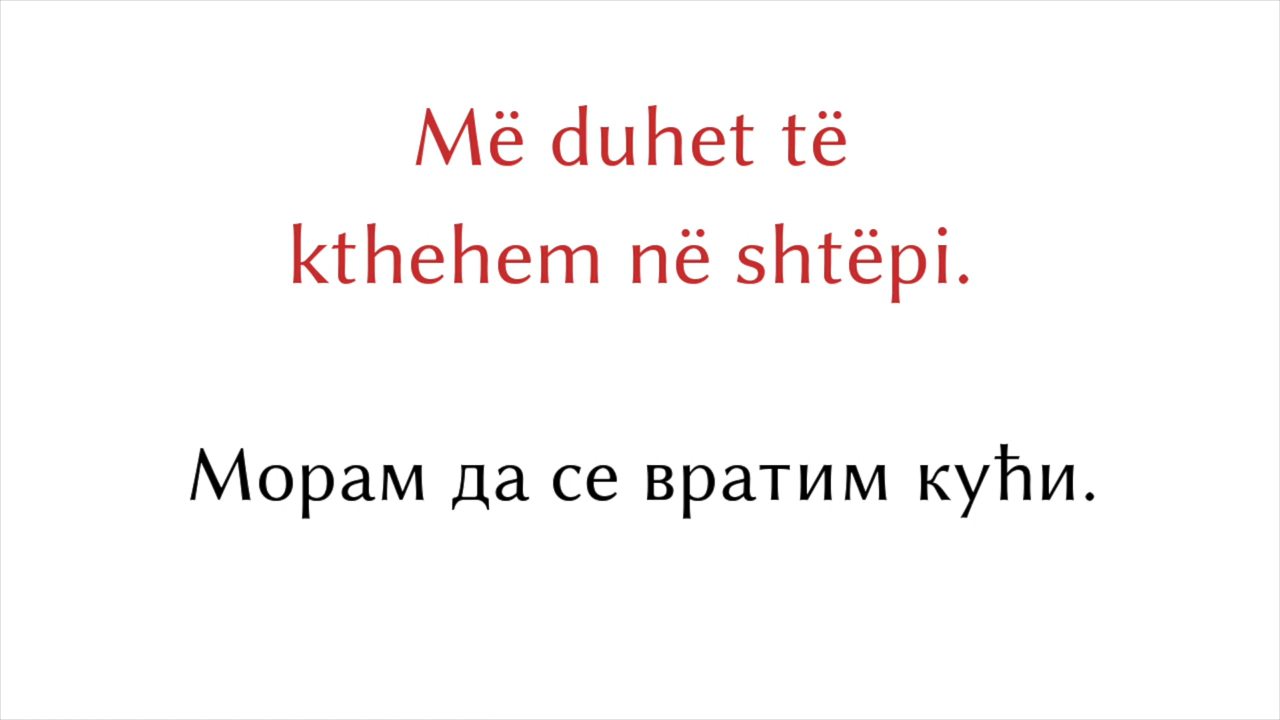 Më duhet të
kthehem në shtëpi.
Морам да се вратим кући.